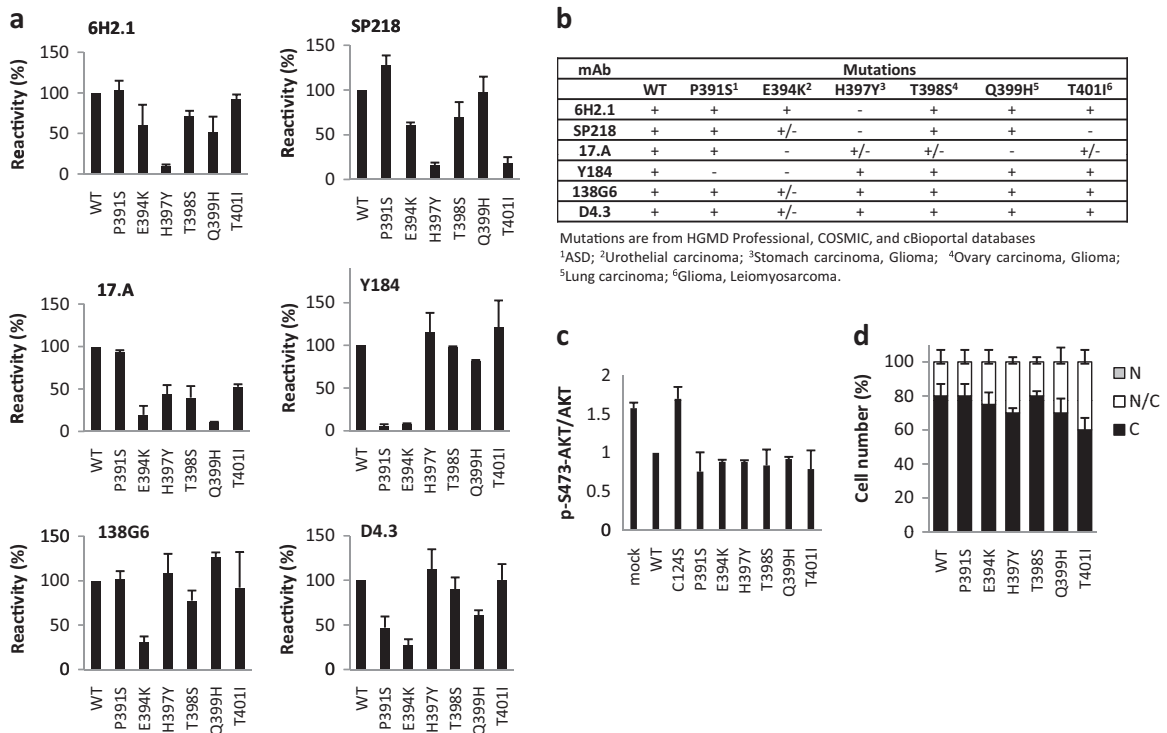 a
6H2.1
Reactivity (%)
150
100
50
0
WT
P391S
E394K
H397Y
T398S
Q399H
T401I
SP218
Reactivity (%)
150
100
50
0
WT
P391S
E394K
H397Y
T398S
Q399H
T401I
17.A
Reactivity (%)
150
100
50
0
WT
P391S
E394K
H397Y
T398S
Q399H
T401I
Y184
Reactivity (%)
150
100
50
0
WT
P391S
E394K
H397Y
T398S
Q399H
T401I
138G6
Reactivity (%)
150
100
50
0
WT
P391S
E394K
H397Y
T398S
Q399H
T401I
D4.3
Reactivity (%)
150
100
50
0
WT
P391S
E394K
H397Y
T398S
Q399H
T401I
b
mAb Mutations
WT P391S¹ E394K² H397Y³ T398S⁴ Q399H⁵ T401I⁶
6H2.1 + + + - + + +
SP218 + + +/- - + + -
17.A + + - +/- +/- - +/-
Y184 + - - + + + +
138G6 + + +/- + + + +
D4.3 + + +/- + + + +
Mutations are from HGMD Professional, COSMIC, and cBioportal databases
¹ASD; ²Urothelial carcinoma; ³Stomach carcinoma, Glioma; ⁴Ovary carcinoma, Glioma;
⁵Lung carcinoma; ⁶Glioma, Leiomyosarcoma.
c
p-S473-AKT/AKT
2
1.5
1
0.5
0
mock
WT
C124S
P391S
E394K
H397Y
T398S
Q399H
T401I
d
Cell number (%)
100
80
60
40
20
0
WT
P391S
E394K
H397Y
T398S
Q399H
T401I
N
N/C
C